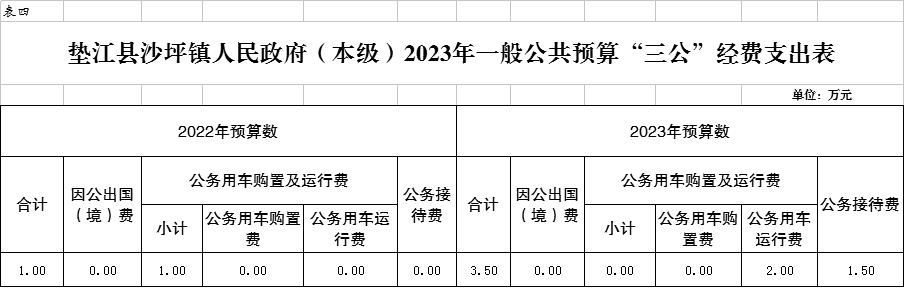 表四
垫江县沙坪镇人民政府（本级）2023年一般公共预算“三公”经费支出表
单位：万元
2022年预算数 2023年预算数
合计 因公出国（境）费 公务用车购置及运行费 公务接待费 合计 因公出国（境）费 公务用车购置及运行费 公务接待费
小计 公务用车购置费 公务用车运行费 小计 公务用车购置费 公务用车运行费
1.00 0.00 1.00 0.00 0.00 0.00 3.50 0.00 0.00 0.00 2.00 1.50